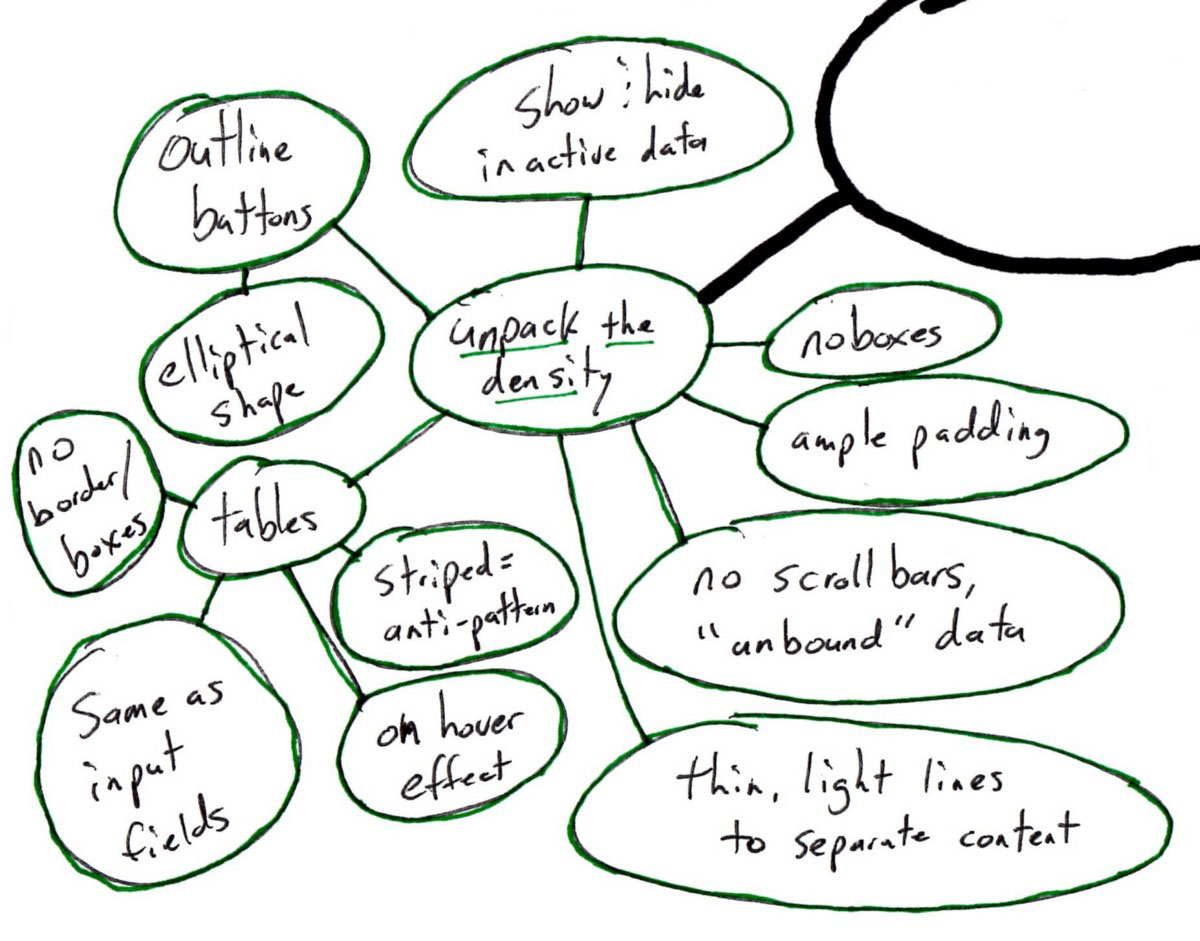 show : hide
inactive data
outline
buttons
elliptical
shape
unpack the
density
no boxes
ample padding
no
border/
boxes
tables
striped =
anti-pattern
no scroll bars,
"unbound" data
Same as
input
fields
on hover
effect
thin, light lines
to separate content